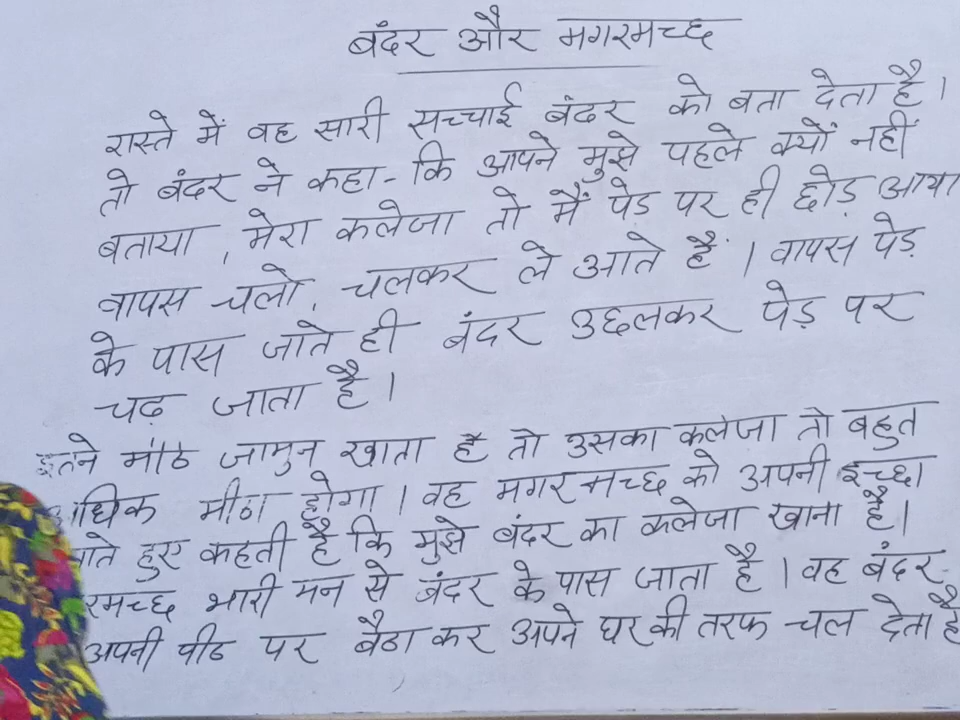 बंदर और मगरमच्छ
रास्ते में वह सारी सच्चाई बंदर को बता देता है।
तो बंदर ने कहा - कि आपने मुझे पहले क्यों नहीं
बताया, मेरा कलेजा तो मैं पेड़ पर ही छोड़ आया
वापस चलो, चलकर ले आते हैं। वापस पेड़
के पास जाते ही बंदर उछलकर पेड़ पर
चढ़ जाता है।
इतने मीठे जामुन खाता है तो उसका कलेजा तो बहुत
अधिक मीठा होगा। वह मगरमच्छ को अपनी इच्छा
हुए कहती है कि मुझे बंदर का कलेजा खाना है।
रमच्छ भारी मन से बंदर के पास जाता है। वह बंदर
अपनी पीठ पर बैठा कर अपने घर की तरफ चल देता है